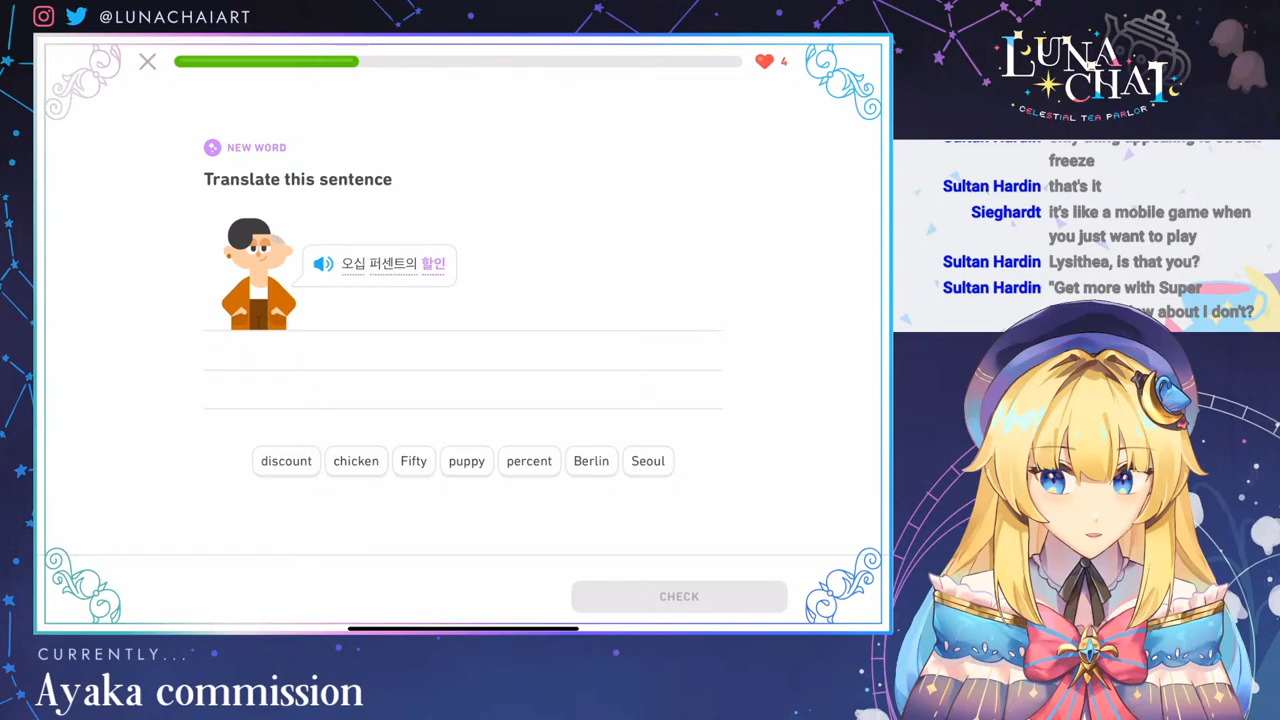 @LUNACHAIART
4
NEW WORD
Translate this sentence
오십 퍼센트의 할인
discount
chicken
Fifty
puppy
percent
Berlin
Seoul
CHECK
CURRENTLY...
Ayaka commission
LUNA
CHAI
CELESTIAL TEA PARLOR
freeze
Sultan Hardin that's it
Sieghardt it's like a mobile game when
you just want to play
Sultan Hardin Lysithea, is that you?
Sultan Hardin "Get more with Super
about I don't?